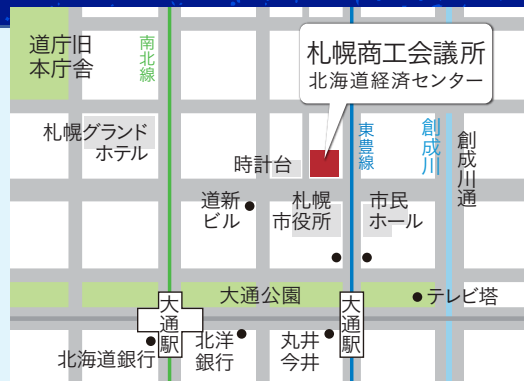 道庁旧
本庁舎
南北線
札幌商工会議所
北海道経済センター
札幌グランド
ホテル
時計台
東豊線
創成川
創成川通
道新
ビル
札幌
市役所
市民
ホール
大通公園
テレビ塔
大通駅
大通駅
北海道銀行
北洋
銀行
丸井
今井